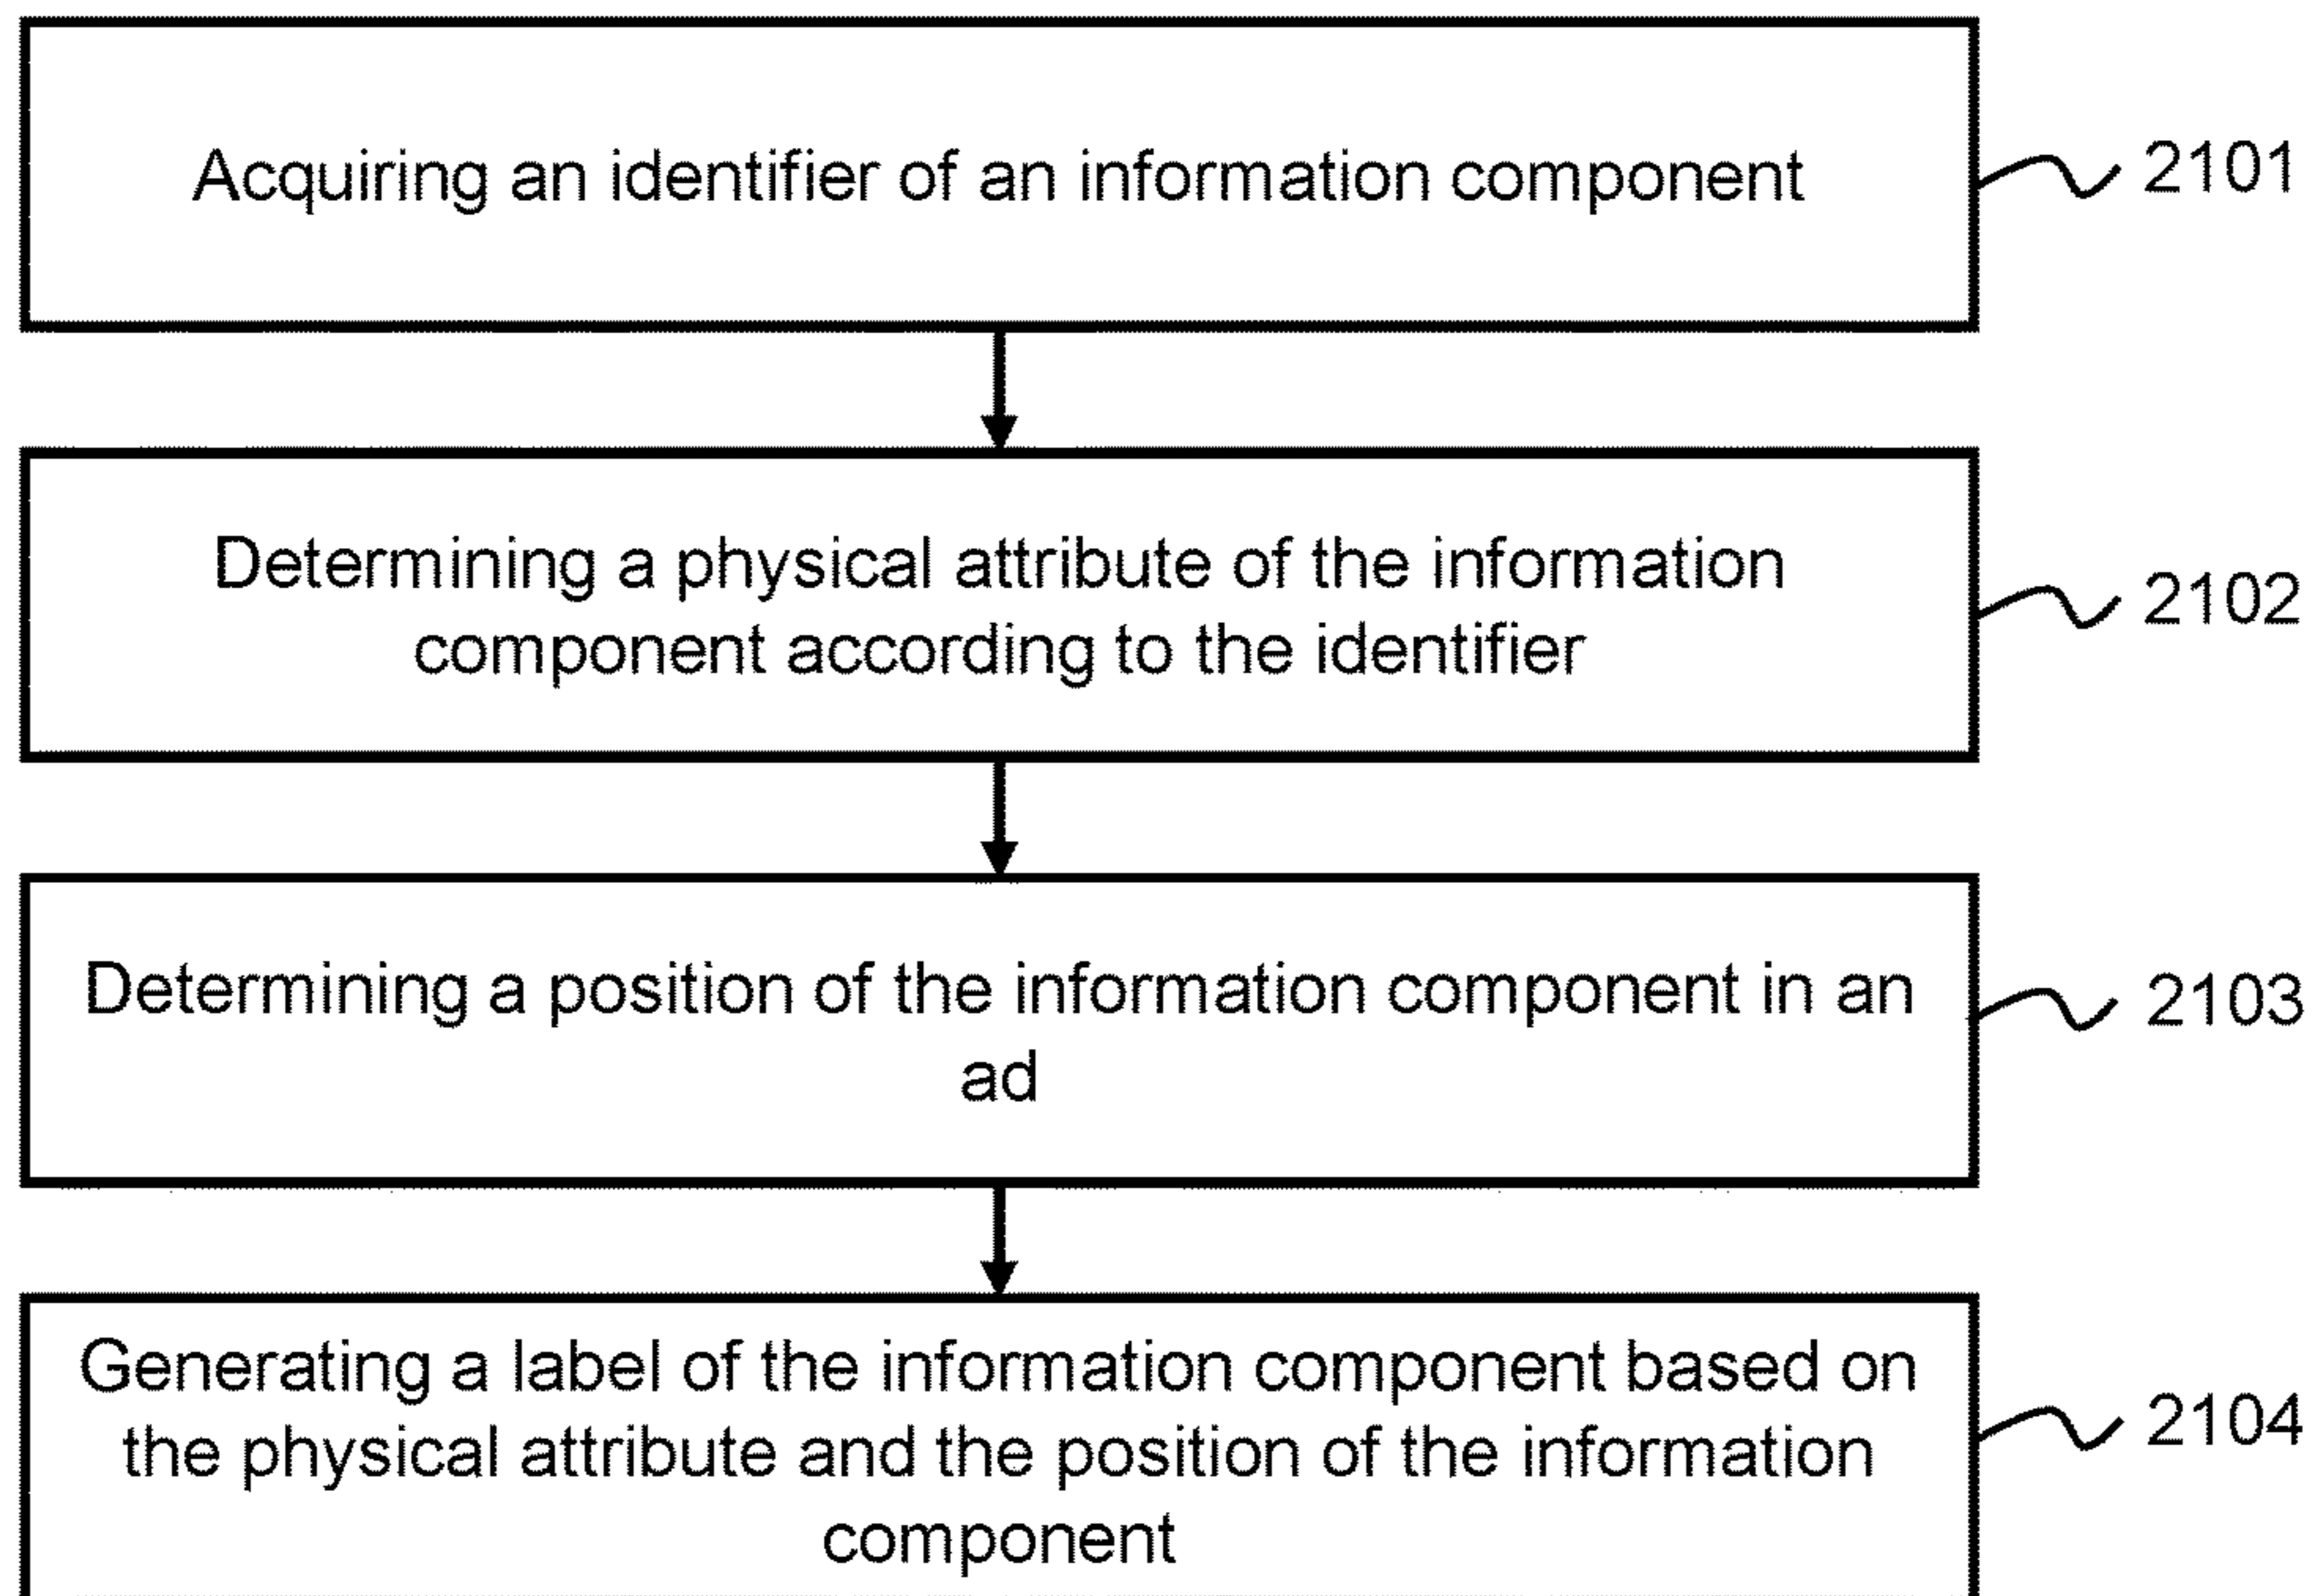 Acquiring an identifier of an information component
2101
Determining a physical attribute of the information
component according to the identifier
2102
Determining a position of the information component in an
ad
2103
Generating a label of the information component based on
the physical attribute and the position of the information
component
2104